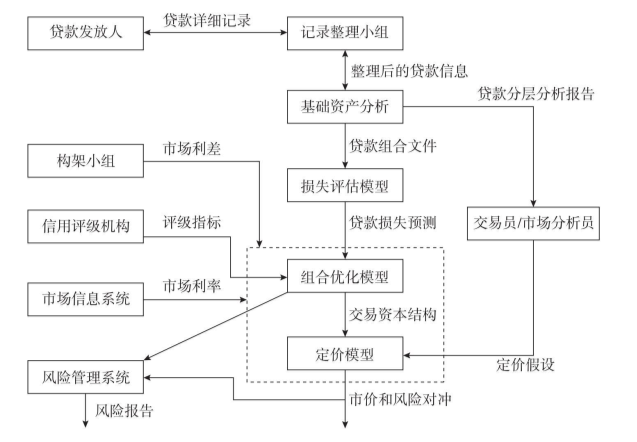 贷款发放人
贷款详细记录
记录整理小组
整理后的贷款信息
基础资产分析
贷款分层分析报告
贷款组合文件
市场利差
构架小组
损失评估模型
贷款损失预测
信用评级机构
评级指标
交易员/市场分析员
组合优化模型
市场利率
市场信息系统
交易资本结构
定价模型
定价假设
风险管理系统
市价和风险对冲
风险报告